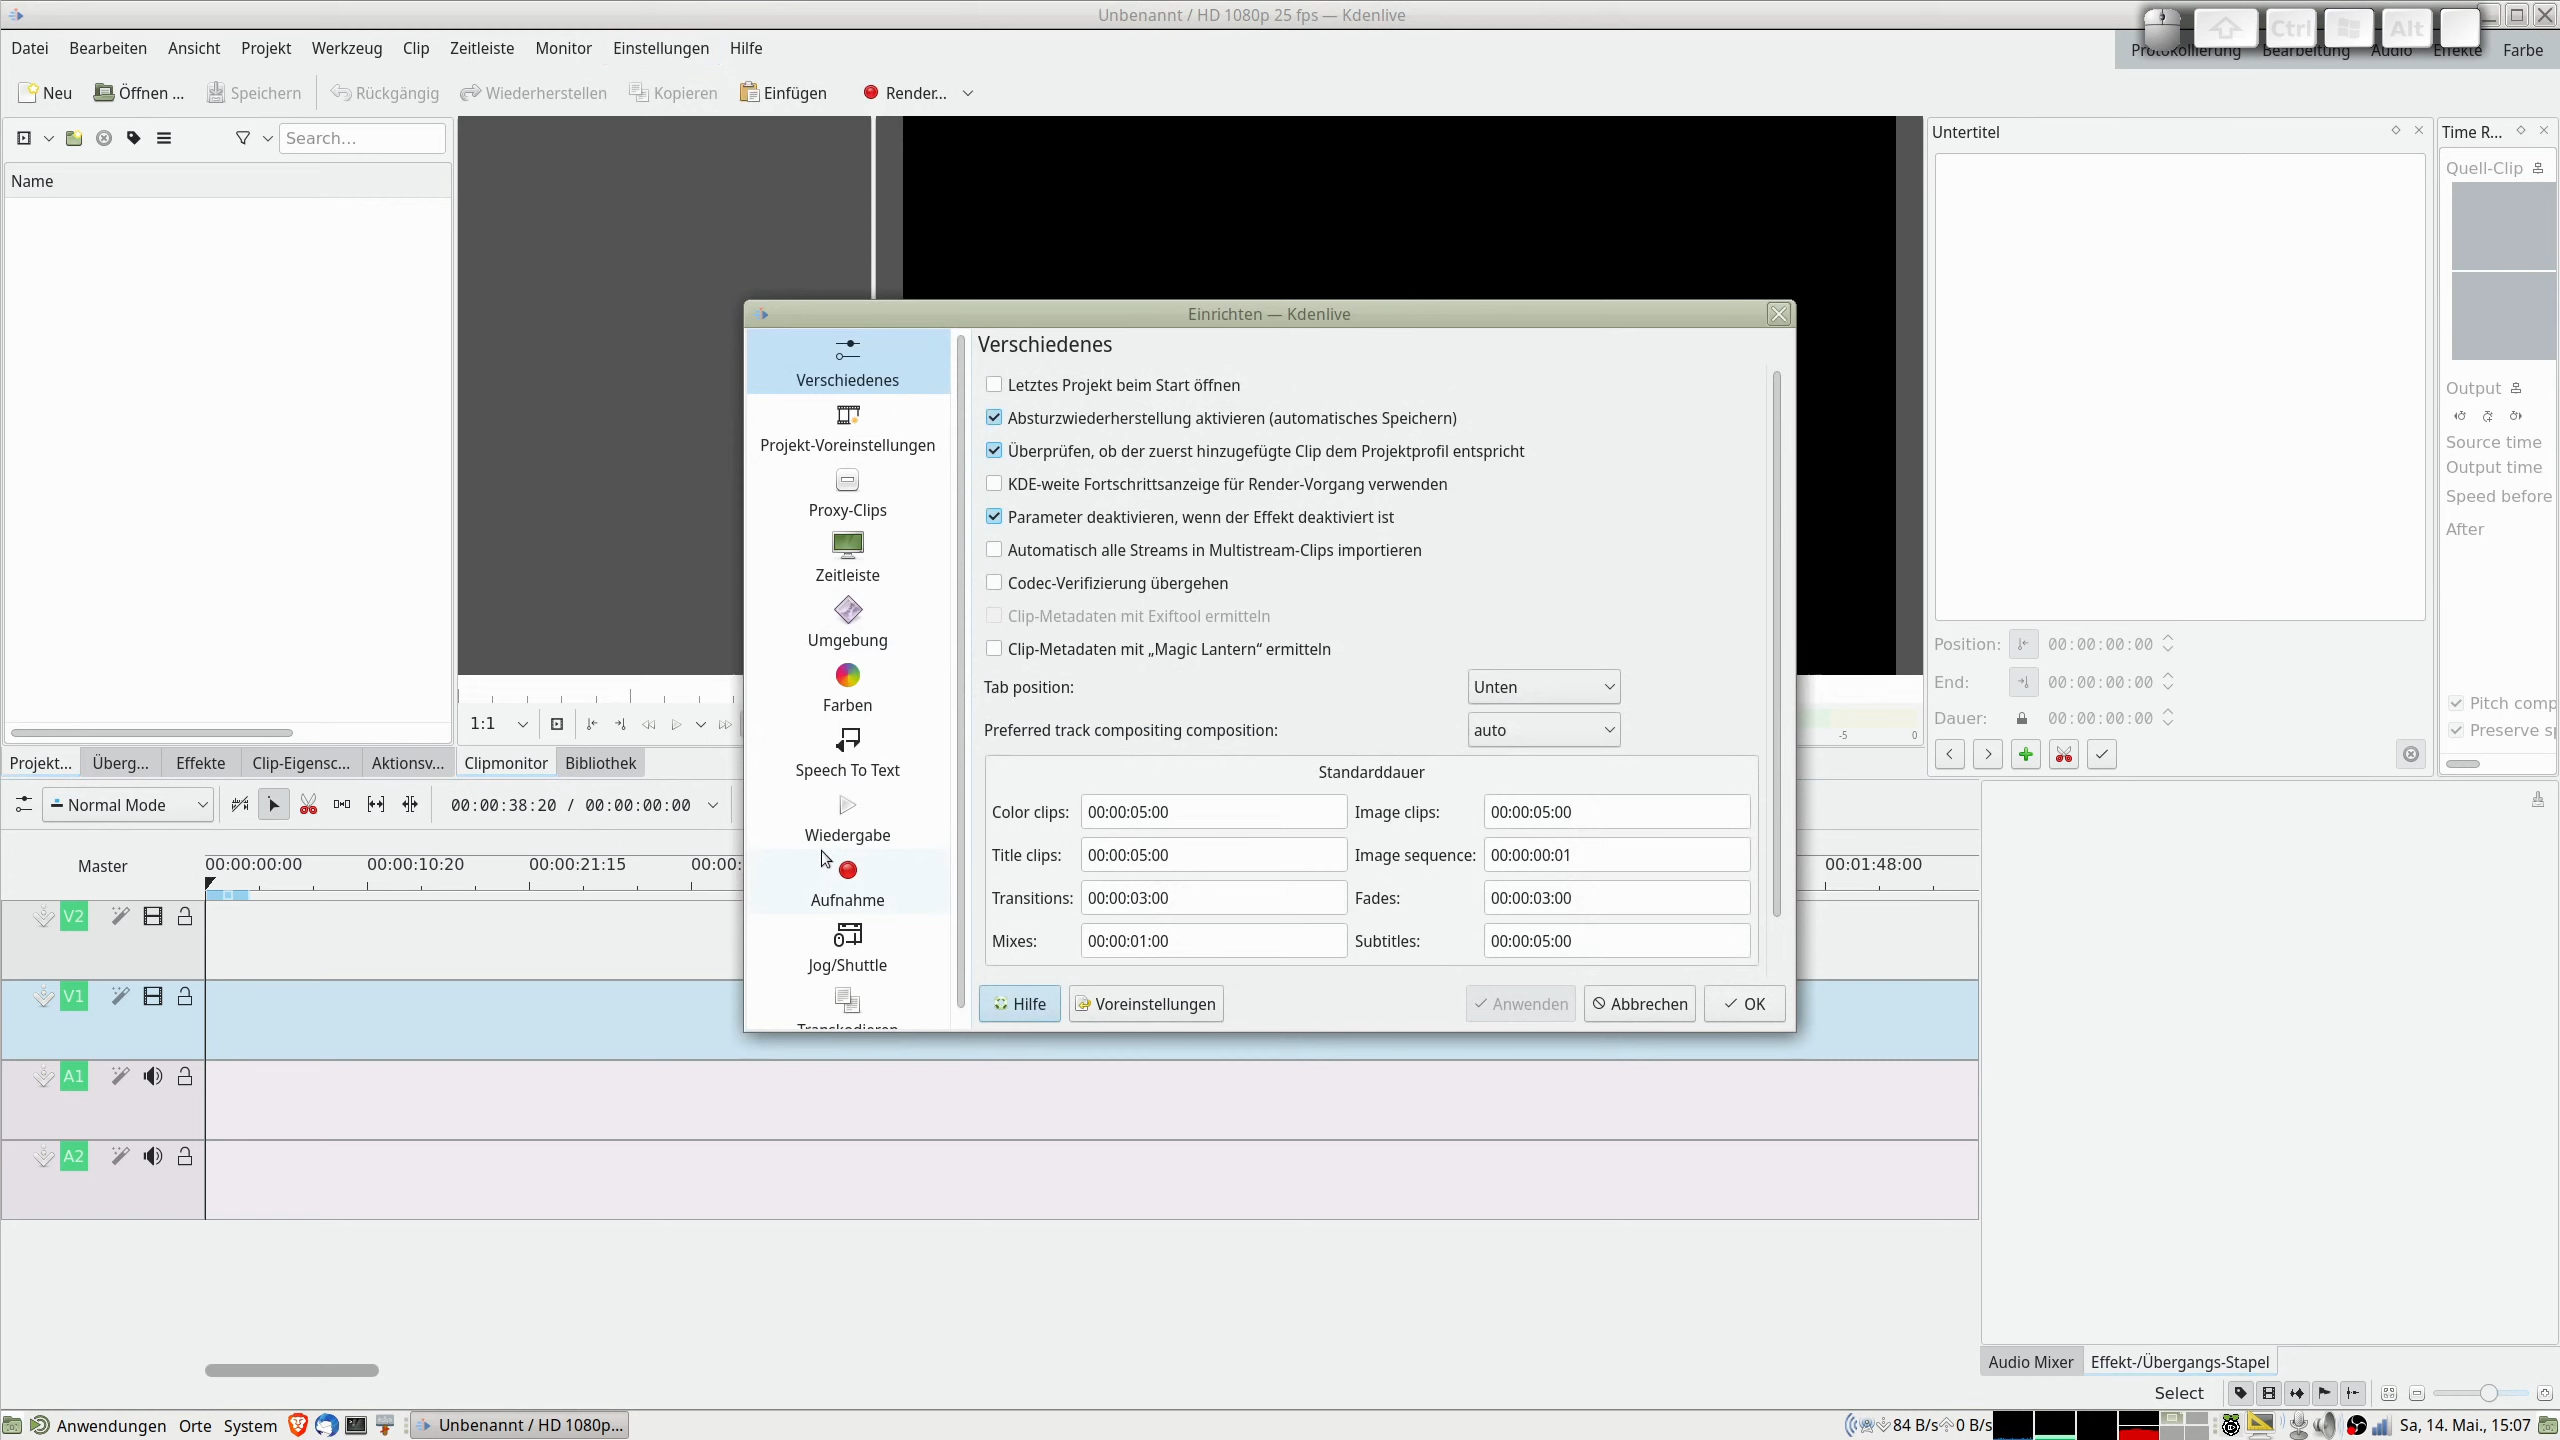 Unbenannt / HD 1080p 25 fps — Kdenlive
Ctrl
Alt
Datei Bearbeiten Ansicht Projekt Werkzeug Clip Zeitleiste Monitor Einstellungen Hilfe
Protokollierung Bearbeitung Audio Effekte Farbe
Neu Öffnen ... Speichern Rückgängig Wiederherstellen Kopieren Einfügen Render...
Search...
Name
Untertitel
Time R...
Quell-Clip
Output
Source time
Output time
Speed before
After
Pitch comp
Preserve sp
Position: 00:00:00:00
End: 00:00:00:00
Dauer: 00:00:00:00
Einrichten — Kdenlive
Verschiedenes
Projekt-Voreinstellungen
Proxy-Clips
Zeitleiste
Umgebung
Farben
Speech To Text
Wiedergabe
Aufnahme
Jog/Shuttle
Transkodieren
Verschiedenes
Letztes Projekt beim Start öffnen
Absturzwiederherstellung aktivieren (automatisches Speichern)
Überprüfen, ob der zuerst hinzugefügte Clip dem Projektprofil entspricht
KDE-weite Fortschrittsanzeige für Render-Vorgang verwenden
Parameter deaktivieren, wenn der Effekt deaktiviert ist
Automatisch alle Streams in Multistream-Clips importieren
Codec-Verifizierung übergehen
Clip-Metadaten mit Exiftool ermitteln
Clip-Metadaten mit „Magic Lantern“ ermitteln
Tab position: Unten
Preferred track compositing composition: auto
Standarddauer
Color clips: 00:00:05:00 Image clips: 00:00:05:00
Title clips: 00:00:05:00 Image sequence: 00:00:00:01
Transitions: 00:00:03:00 Fades: 00:00:03:00
Mixes: 00:00:01:00 Subtitles: 00:00:05:00
Hilfe Voreinstellungen Anwenden Abbrechen OK
1:1
-5 0
Projekt... Überg... Effekte Clip-Eigensc... Aktionsv... Clipmonitor Bibliothek
Normal Mode 00:00:38:20 / 00:00:00:00
Master 00:00:00:00 00:00:10:20 00:00:21:15 00:00: 00:01:48:00
V2
V1
A1
A2
Audio Mixer Effekt-/Übergangs-Stapel
Select
Anwendungen Orte System Unbenannt / HD 1080p... 84 B/s 0 B/s Sa, 14. Mai., 15:07